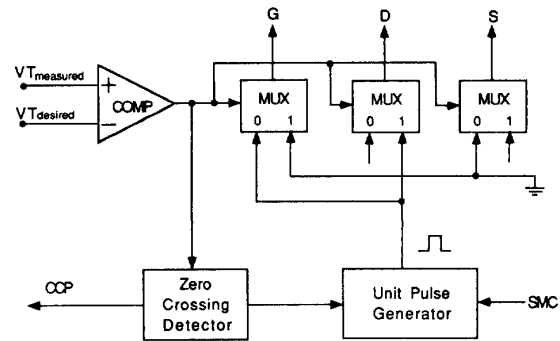 G D S
VTmeasured
+
COMP
VTdesired
−
MUX
0 1
MUX
0 1
MUX
0 1
CCP
Zero
Crossing
Detector
Unit Pulse
Generator
SMC